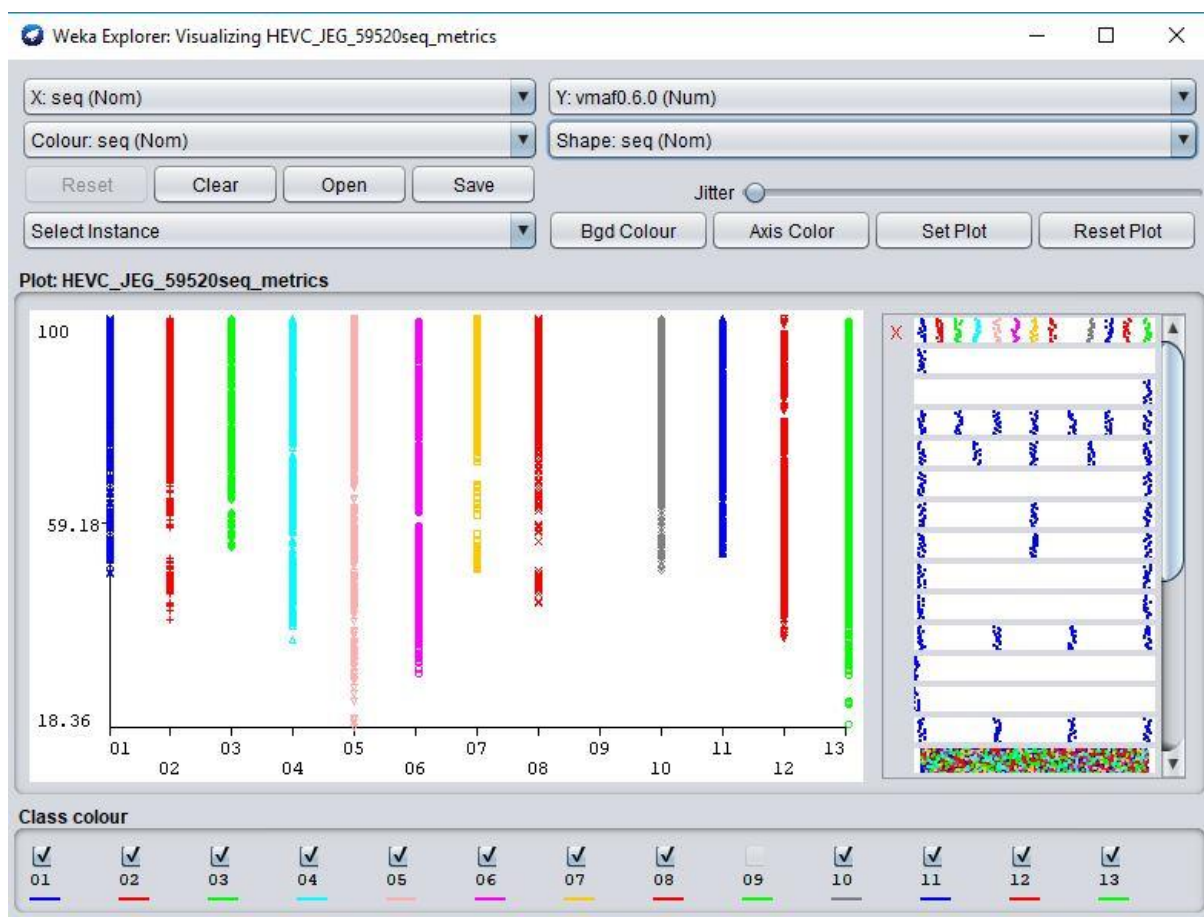 Weka Explorer: Visualizing HEVC_JEG_59520seq_metrics
X: seq (Nom) Y: vmaf0.6.0 (Num)
Colour: seq (Nom) Shape: seq (Nom)
Reset Clear Open Save Jitter
Select Instance Bgd Colour Axis Color Set Plot Reset Plot
Plot: HEVC_JEG_59520seq_metrics
100
X
59.18
18.36
01 03 05 07 09 11 13
02 04 06 08 10 12
Class colour
01 02 03 04 05 06 07 08 09 10 11 12 13